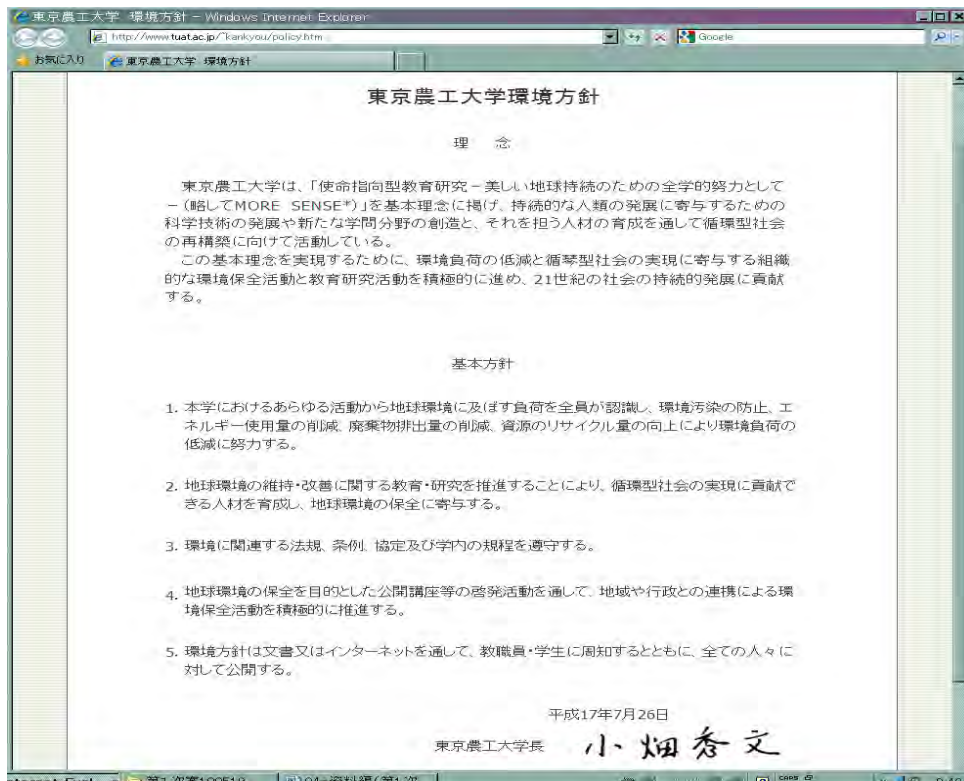 東京農工大学 環境方針 - Windows Internet Explorer
http://www.tuat.ac.jp/~kankyou/policy.htm
Google
お気に入り
東京農工大学 環境方針
東京農工大学環境方針
理 念
東京農工大学は、「使命指向型教育研究－美しい地球持続のための全学的努力として
－(略してMORE SENSE*)」を基本理念に掲げ、持続的な人類の発展に寄与するための
科学技術の発展や新たな学問分野の創造と、それを担う人材の育成を通して循環型社会
の再構築に向けて活動している。
この基本理念を実現するために、環境負荷の低減と循琴型社会の実現に寄与する組織
的な環境保全活動と教育研究活動を積極的に進め、21世紀の社会の持続的発展に貢献
する。
基本方針
1. 本学におけるあらゆる活動から地球環境に及ぼす負荷を全員が認識し、環境汚染の防止、エ
ネルギー使用量の削減、廃棄物排出量の削減、資源のリサイクル量の向上により環境負荷の
低減に努力する。
2. 地球環境の維持・改善に関する教育・研究を推進することにより、循環型社会の実現に貢献で
きる人材を育成し、地球環境の保全に寄与する。
3. 環境に関連する法規、条例、協定及び学内の規程を遵守する。
4. 地球環境の保全を目的とした公開講座等の啓発活動を通して、地域や行政との連携による環
境保全活動を積極的に推進する。
5. 環境方針は文書又はインターネットを通して、教職員・学生に周知するとともに、全ての人々に
対して公開する。
平成17年7月26日
東京農工大学長 小畑秀文